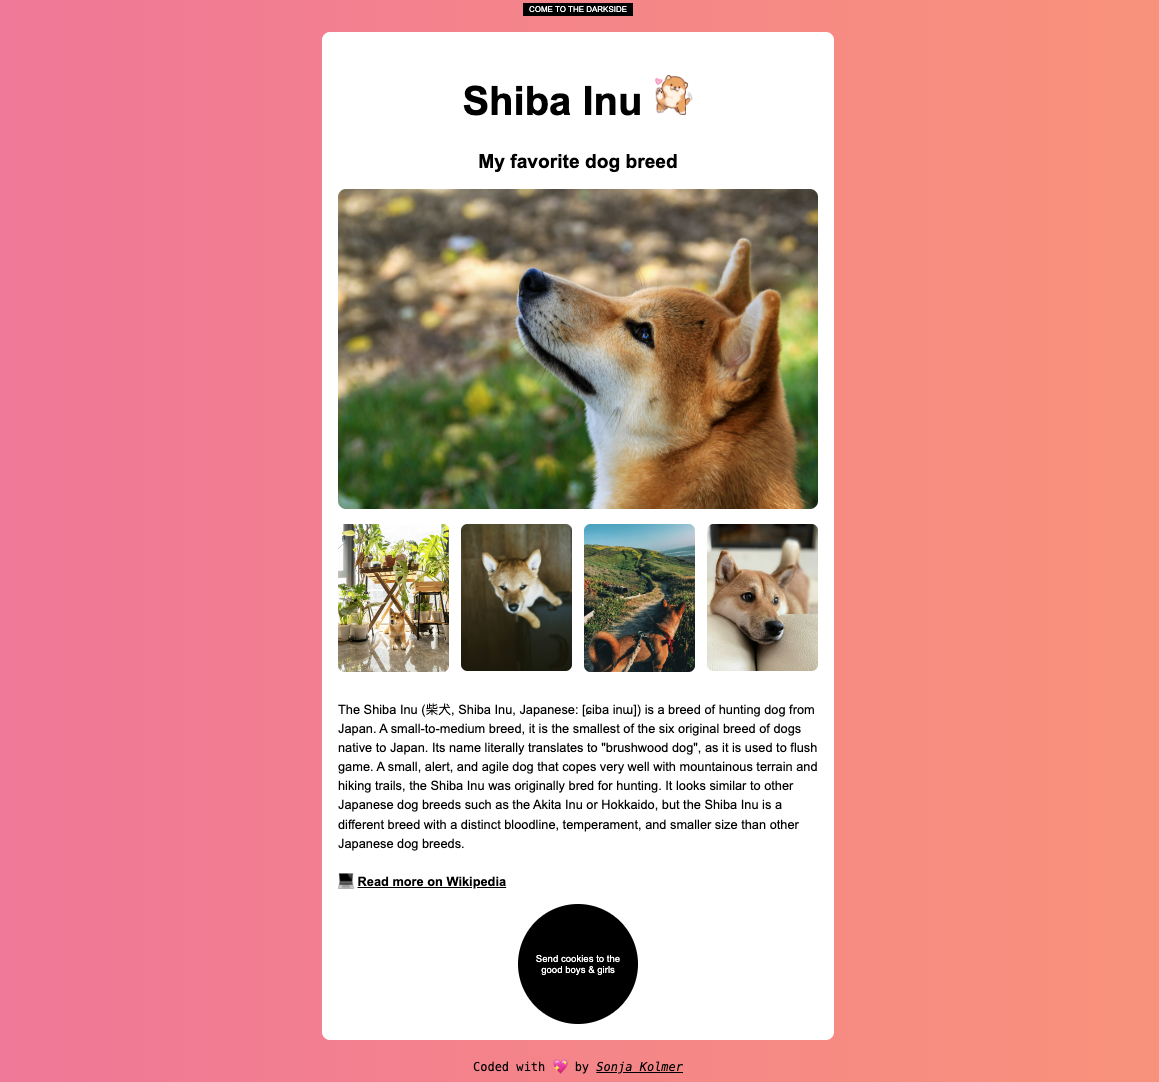 COME TO THE DARKSIDE
Shiba Inu
My favorite dog breed
The Shiba Inu (柴犬, Shiba Inu, Japanese: [ɕiba inɯ]) is a breed of hunting dog from
Japan. A small-to-medium breed, it is the smallest of the six original breed of dogs
native to Japan. Its name literally translates to "brushwood dog", as it is used to flush
game. A small, alert, and agile dog that copes very well with mountainous terrain and
hiking trails, the Shiba Inu was originally bred for hunting. It looks similar to other
Japanese dog breeds such as the Akita Inu or Hokkaido, but the Shiba Inu is a
different breed with a distinct bloodline, temperament, and smaller size than other
Japanese dog breeds.
💻 Read more on Wikipedia
Send cookies to the
good boys & girls
Coded with 💖 by Sonja Kolmer